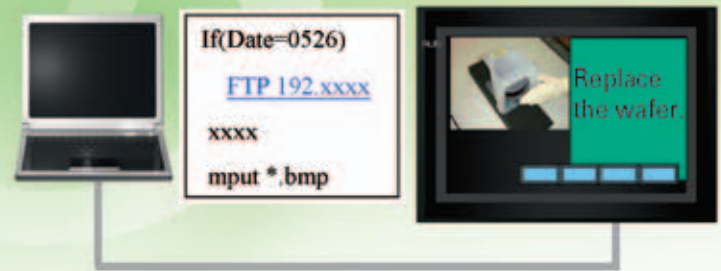 If(Date=0526)
FTP 192.xxxx
xxxx
mput *.bmp
Replace
the wafer.